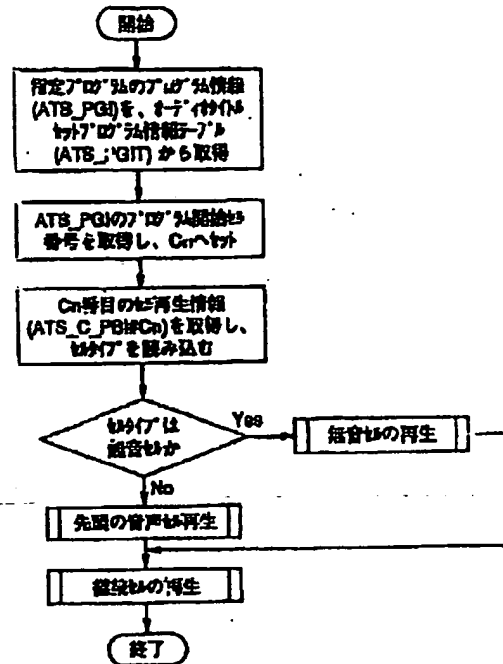 開始
指定プログラムのプログラム情報
(ATS_PGI)を、オーディオタイトル
セットプログラム情報テーブル
(ATS_PGIT)から取得
ATS_PGIのプログラム開始セル
番号を取得し、Cnへセット
Cn番目のセル再生情報
(ATS_C_PBI#Cn)を取得し、
セルタイプを読み込む
セルタイプは
無音セルか
Yes
無音セルの再生
No
先頭の音声セル再生
継続セルの再生
終了